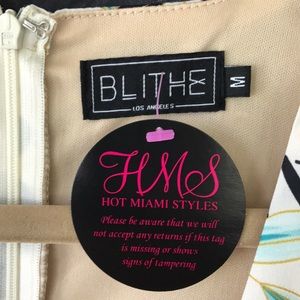 BLITHE
LOS ANGELES
M
HMS
HOT MIAMI STYLES
Please be aware that we will
not accept any returns if this tag
is missing or shows
signs of tampering